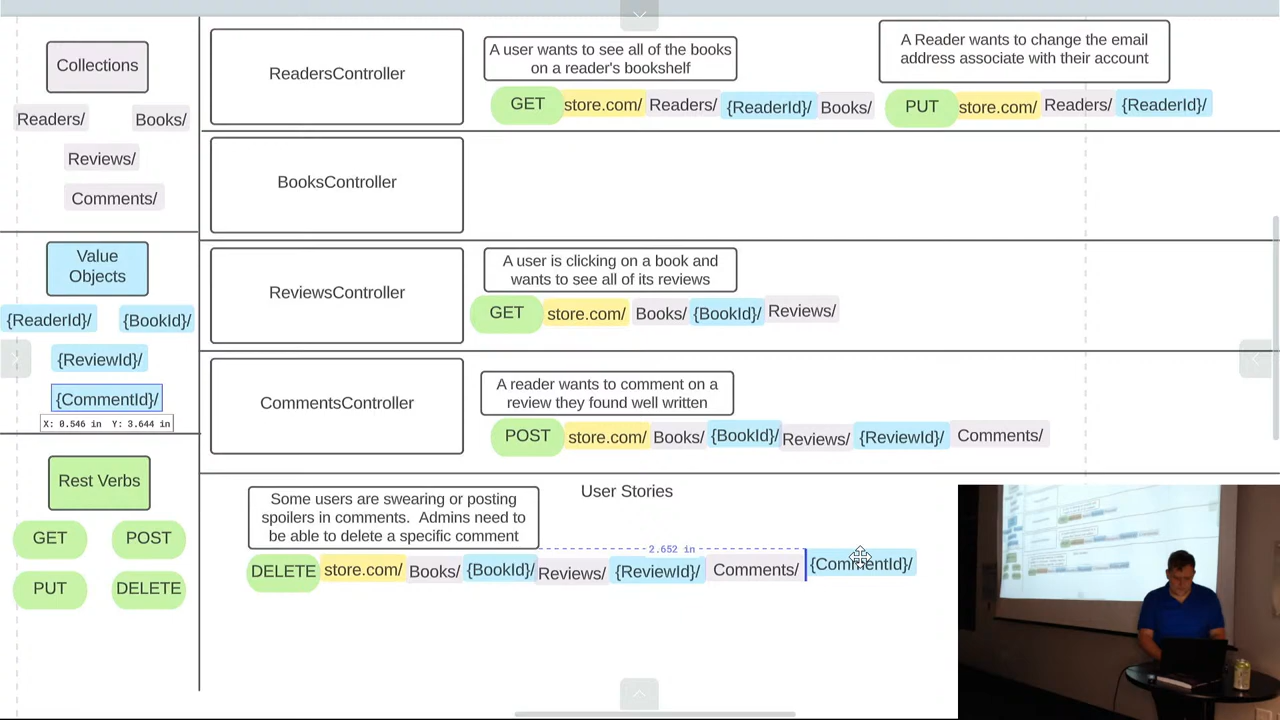 Collections
Readers/ Books/
Reviews/
Comments/
Value
Objects
{ReaderId}/ {BookId}/
{ReviewId}/
{CommentId}/
X: 0.546 in Y: 3.644 in
Rest Verbs
GET POST
PUT DELETE
ReadersController
A user wants to see all of the books
on a reader's bookshelf
GET store.com/ Readers/ {ReaderId}/ Books/
A Reader wants to change the email
address associate with their account
PUT store.com/ Readers/ {ReaderId}/
BooksController
ReviewsController
A user is clicking on a book and
wants to see all of its reviews
GET store.com/ Books/ {BookId}/ Reviews/
CommentsController
A reader wants to comment on a
review they found well written
POST store.com/ Books/ {BookId}/ Reviews/ {ReviewId}/ Comments/
User Stories
Some users are swearing or posting
spoilers in comments. Admins need to
be able to delete a specific comment
2.652 in
DELETE store.com/ Books/ {BookId}/ Reviews/ {ReviewId}/ Comments/ {CommentId}/